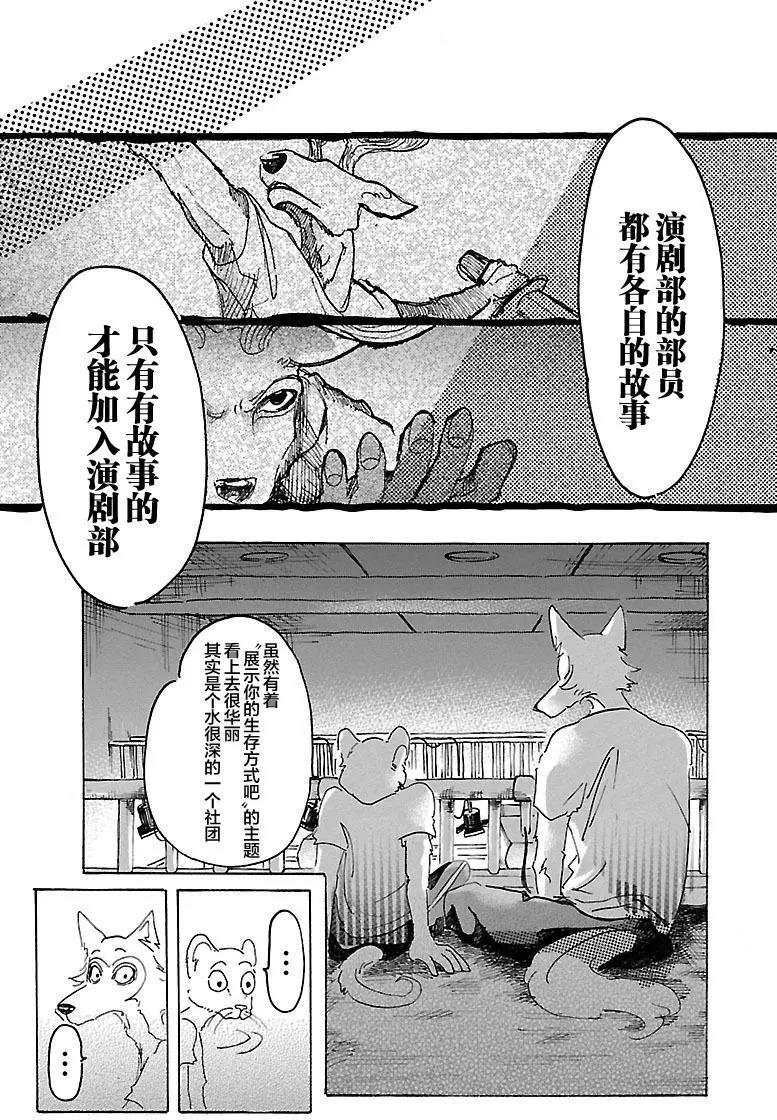 演剧部的部员
都有各自的故事
只有有故事的
才能加入演剧部
虽然有着
“展示你的生存方式吧”的主题
看上去很华丽
其实是个水很深的一个社团
…
…